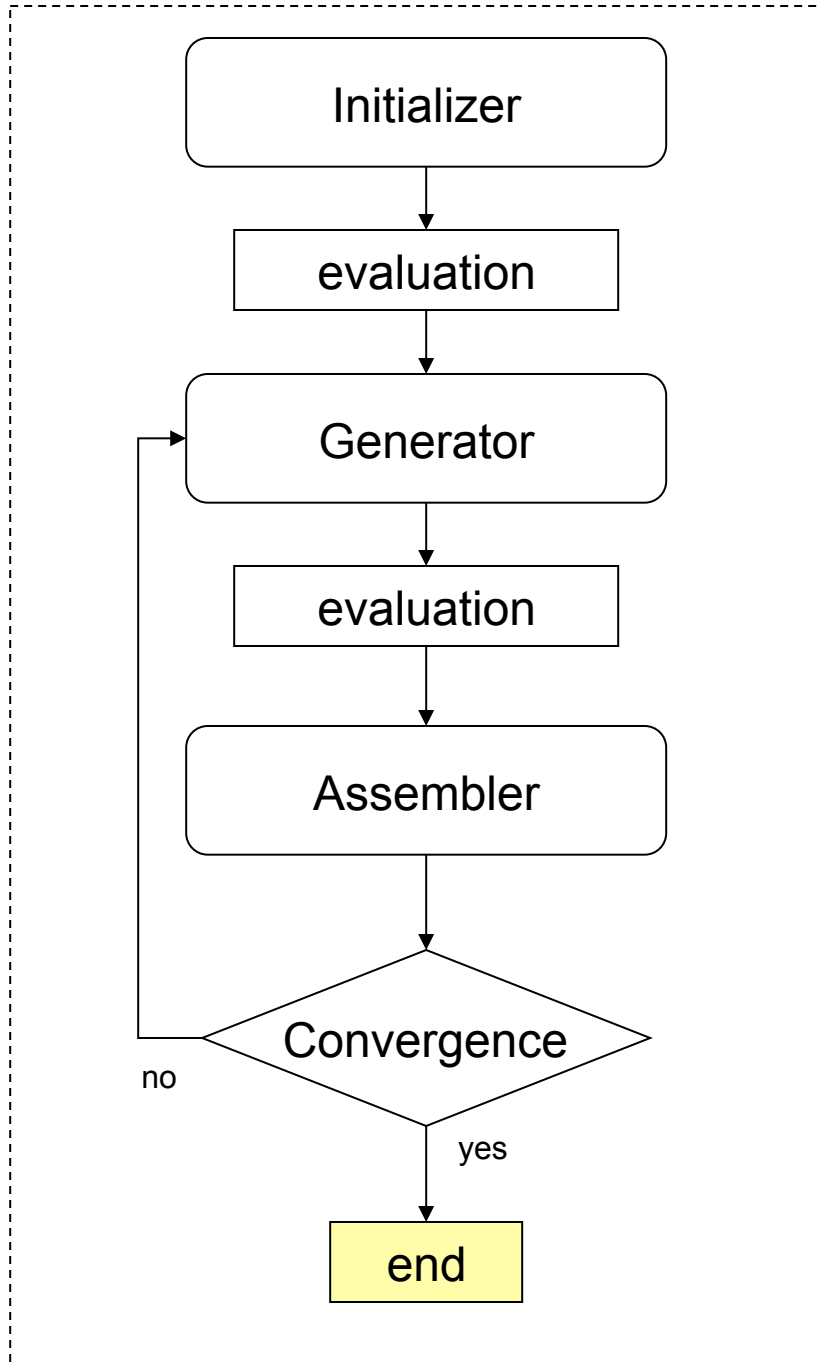 Initializer
evaluation
Generator
evaluation
Assembler
Convergence
no
yes
end